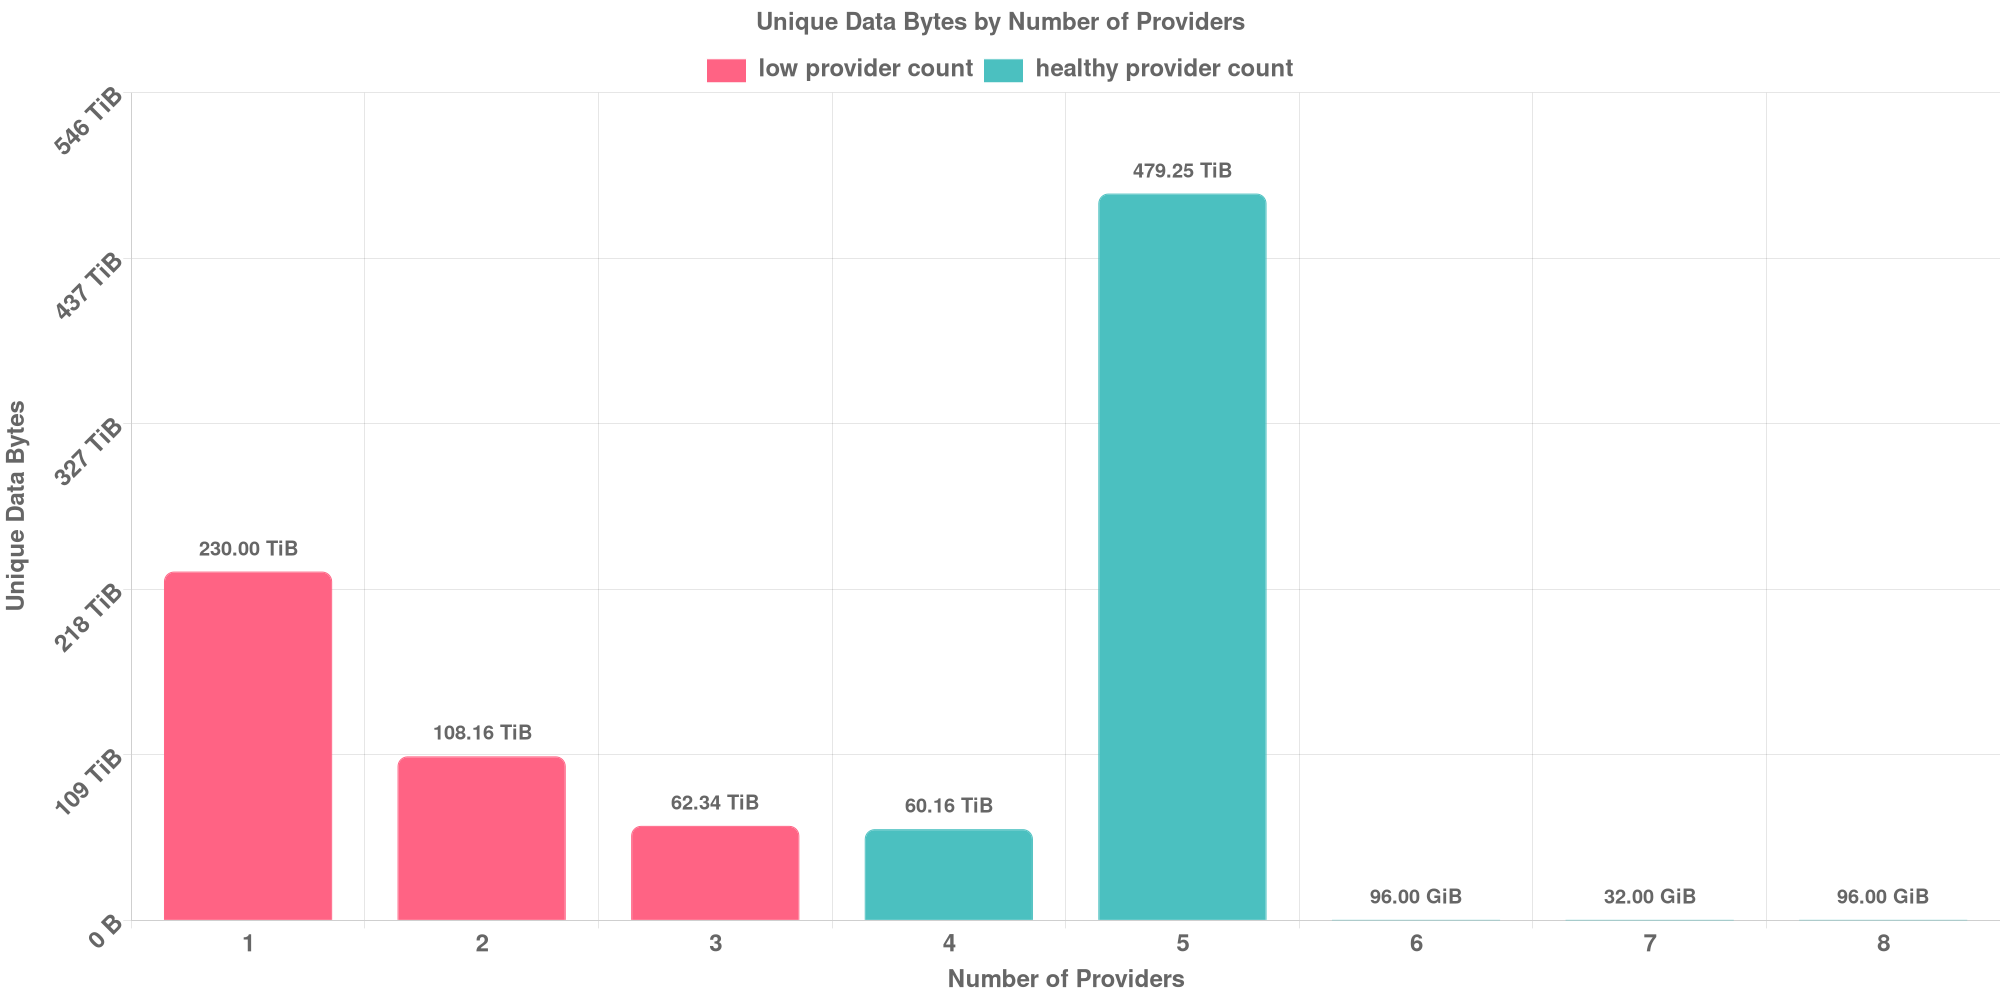 Unique Data Bytes by Number of Providers
low provider count healthy provider count
546 TiB
437 TiB
327 TiB
218 TiB
109 TiB
0 B
Unique Data Bytes
230.00 TiB
108.16 TiB
62.34 TiB
60.16 TiB
479.25 TiB
96.00 GiB
32.00 GiB
96.00 GiB
1 2 3 4 5 6 7 8
Number of Providers